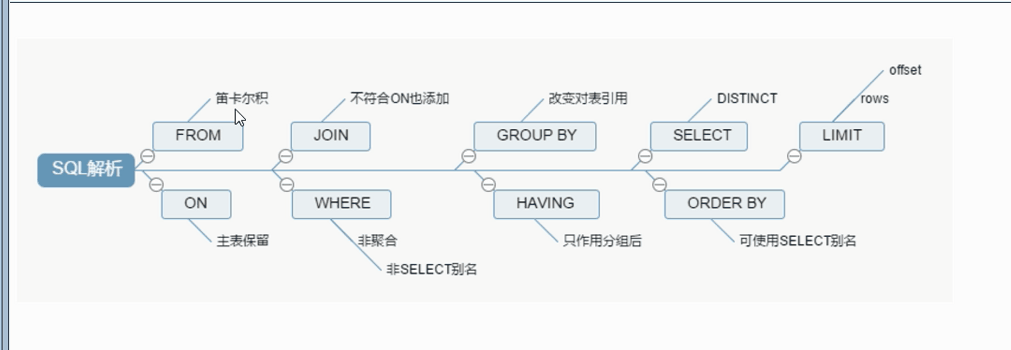 offset
笛卡尔积
不符合ON也添加
改变对表引用
DISTINCT
rows
FROM
JOIN
GROUP BY
SELECT
LIMIT
SQL解析
ON
WHERE
HAVING
ORDER BY
主表保留
非聚合
只作用分组后
可使用SELECT别名
非SELECT别名